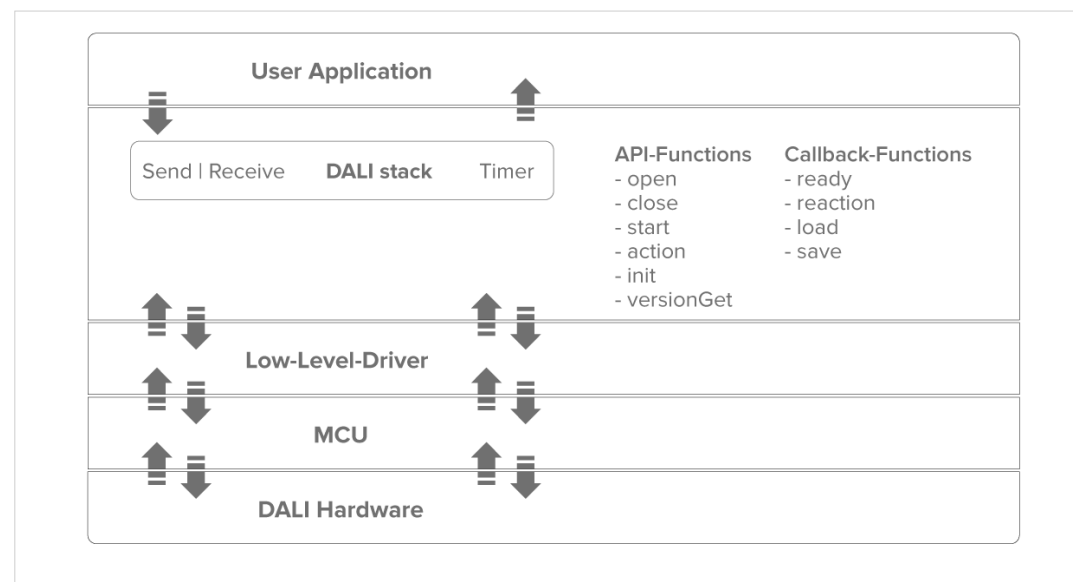 User Application
Send | Receive DALI stack Timer
API-Functions
- open
- close
- start
- action
- init
- versionGet
Callback-Functions
- ready
- reaction
- load
- save
Low-Level-Driver
MCU
DALI Hardware